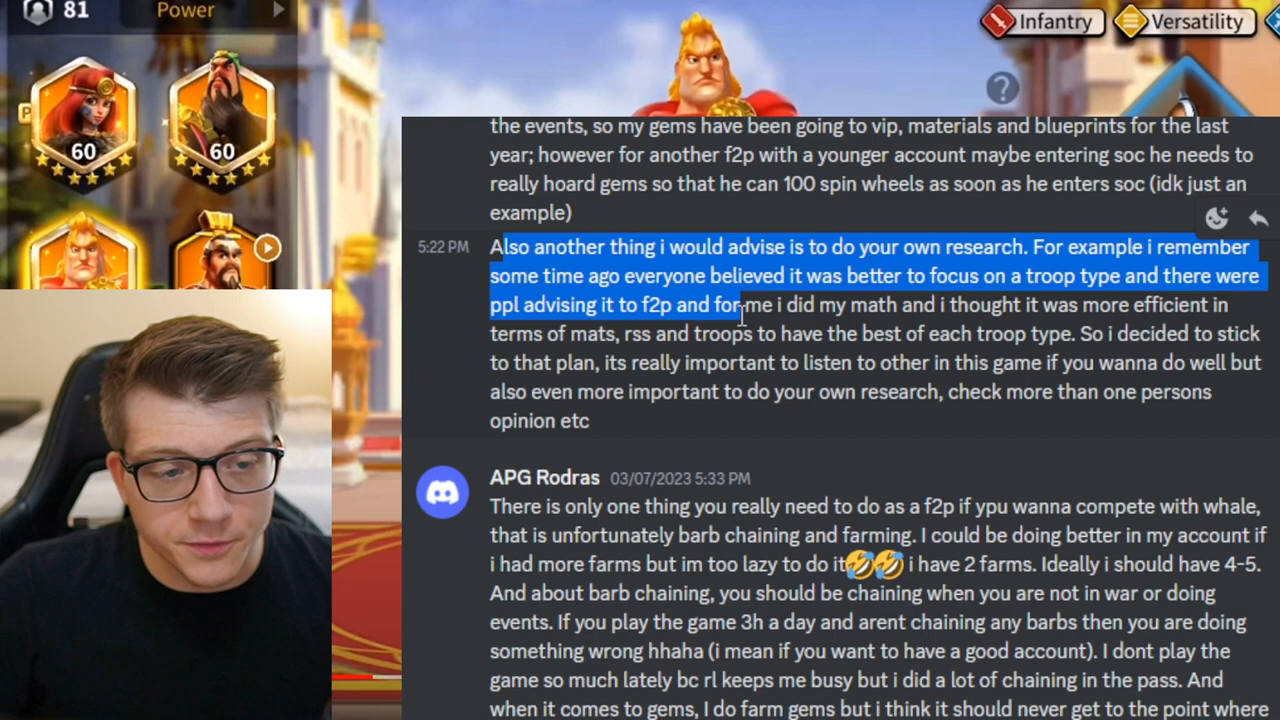 81
Power
Infantry
Versatility
60
60
the events, so my gems have been going to vip, materials and blueprints for the last
year; however for another f2p with a younger account maybe entering soc he needs to
really hoard gems so that he can 100 spin wheels as soon as he enters soc (idk just an
example)
5:22 PM
Also another thing i would advise is to do your own research. For example i remember
some time ago everyone believed it was better to focus on a troop type and there were
ppl advising it to f2p and for me i did my math and i thought it was more efficient in
terms of mats, rss and troops to have the best of each troop type. So i decided to stick
to that plan, its really important to listen to other in this game if you wanna do well but
also even more important to do your own research, check more than one persons
opinion etc
APG Rodras 03/07/2023 5:33 PM
There is only one thing you really need to do as a f2p if ypu wanna compete with whale,
that is unfortunately barb chaining and farming. I could be doing better in my account if
i had more farms but im too lazy to do it🤣🤣 i have 2 farms. Ideally i should have 4-5.
And about barb chaining, you should be chaining when you are not in war or doing
events. If you play the game 3h a day and arent chaining any barbs then you are doing
something wrong hhaha (i mean if you want to have a good account). I dont play the
game so much lately bc rl keeps me busy but i did a lot of chaining in the pass. And
when it comes to gems, I do farm gems but i think it should never get to the point where